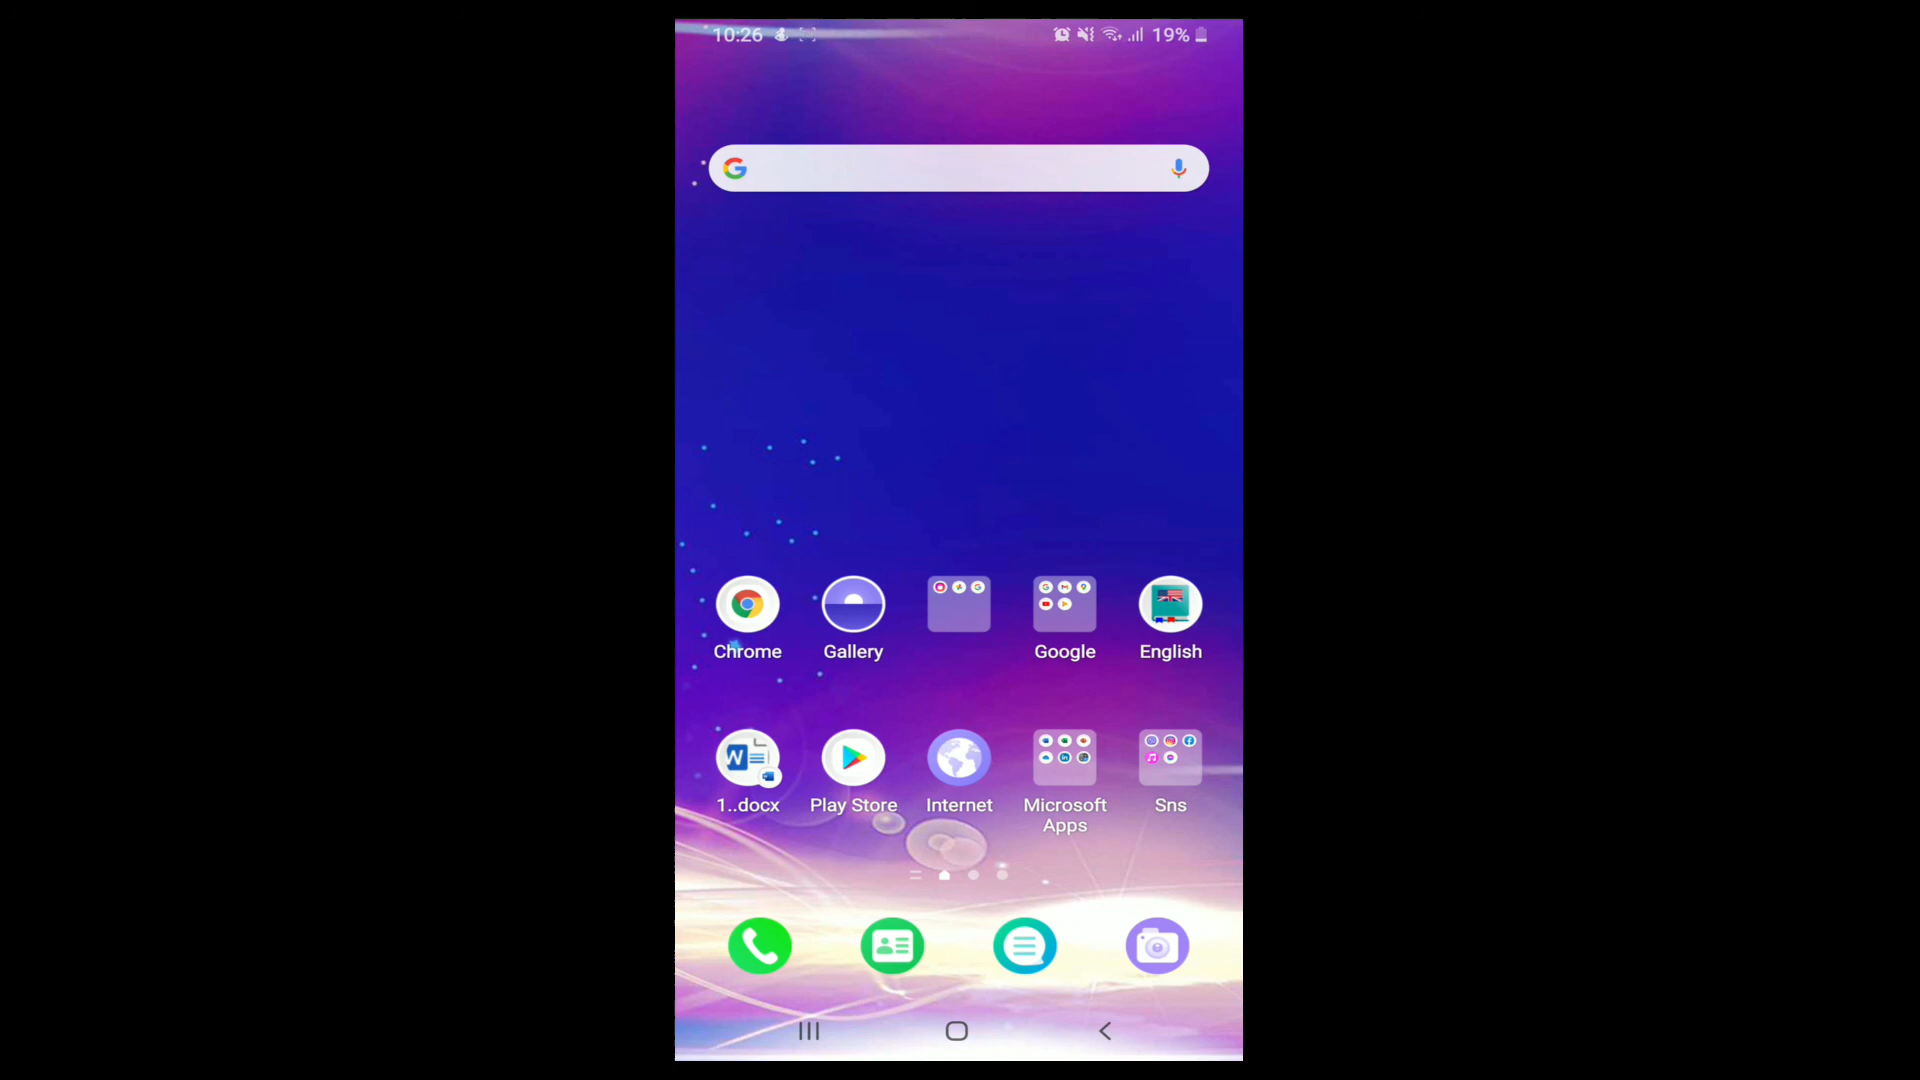 10:26 19%
Chrome Gallery Google English
1..docx Play Store Internet Microsoft Apps Sns